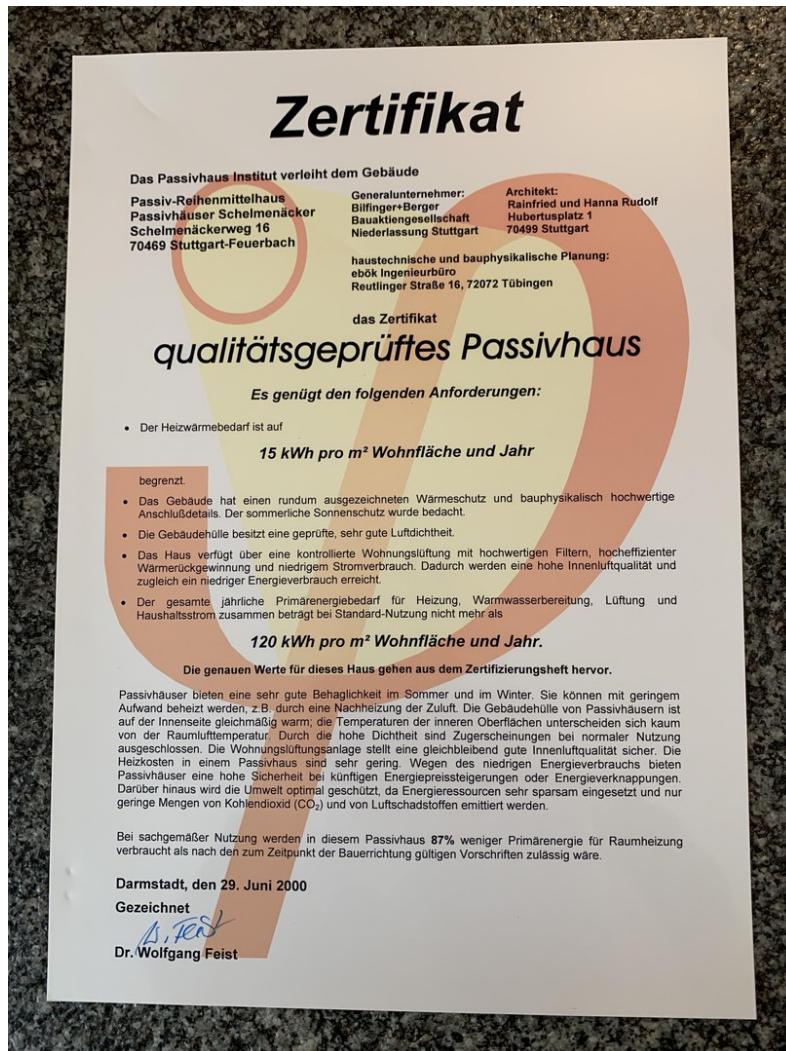 Zertifikat
Das Passivhaus Institut verleiht dem Gebäude
Passiv-Reihenmittelhaus
Passivhäuser Schelmenäcker
Schelmenäckerweg 16
70469 Stuttgart-Feuerbach
Generalunternehmer:
Bilfinger+Berger
Bauaktiengesellschaft
Niederlassung Stuttgart
Architekt:
Rainfried und Hanna Rudolf
Hubertusplatz 1
70499 Stuttgart
haustechnische und bauphysikalische Planung:
ebök Ingenieurbüro
Reutlinger Straße 16, 72072 Tübingen
das Zertifikat
qualitätsgeprüftes Passivhaus
Es genügt den folgenden Anforderungen:
• Der Heizwärmebedarf ist auf
15 kWh pro m² Wohnfläche und Jahr
begrenzt.
• Das Gebäude hat einen rundum ausgezeichneten Wärmeschutz und bauphysikalisch hochwertige
Anschlußdetails. Der sommerliche Sonnenschutz wurde bedacht.
• Die Gebäudehülle besitzt eine geprüfte, sehr gute Luftdichtheit.
• Das Haus verfügt über eine kontrollierte Wohnungslüftung mit hochwertigen Filtern, hocheffizienter
Wärmerückgewinnung und niedrigem Stromverbrauch. Dadurch werden eine hohe Innenluftqualität und
zugleich ein niedriger Energieverbrauch erreicht.
• Der gesamte jährliche Primärenergiebedarf für Heizung, Warmwasserbereitung, Lüftung und
Haushaltsstrom zusammen beträgt bei Standard-Nutzung nicht mehr als
120 kWh pro m² Wohnfläche und Jahr.
Die genauen Werte für dieses Haus gehen aus dem Zertifizierungsheft hervor.
Passivhäuser bieten eine sehr gute Behaglichkeit im Sommer und im Winter. Sie können mit geringem
Aufwand beheizt werden, z.B. durch eine Nachheizung der Zuluft. Die Gebäudehülle von Passivhäusern ist
auf der Innenseite gleichmäßig warm; die Temperaturen der inneren Oberflächen unterscheiden sich kaum
von der Raumlufttemperatur. Durch die hohe Dichtheit sind Zugerscheinungen bei normaler Nutzung
ausgeschlossen. Die Wohnungslüftungsanlage stellt eine gleichbleibend gute Innenluftqualität sicher. Die
Heizkosten in einem Passivhaus sind sehr gering. Wegen des niedrigen Energieverbrauchs bieten
Passivhäuser eine hohe Sicherheit bei künftigen Energiepreissteigerungen oder Energieverknappungen.
Darüber hinaus wird die Umwelt optimal geschützt, da Energieressourcen sehr sparsam eingesetzt und nur
geringe Mengen von Kohlendioxid (CO₂) und von Luftschadstoffen emittiert werden.
Bei sachgemäßer Nutzung werden in diesem Passivhaus 87% weniger Primärenergie für Raumheizung
verbraucht als nach den zum Zeitpunkt der Bauerrichtung gültigen Vorschriften zulässig wäre.
Darmstadt, den 29. Juni 2000
Gezeichnet
W. Feist
Dr. Wolfgang Feist